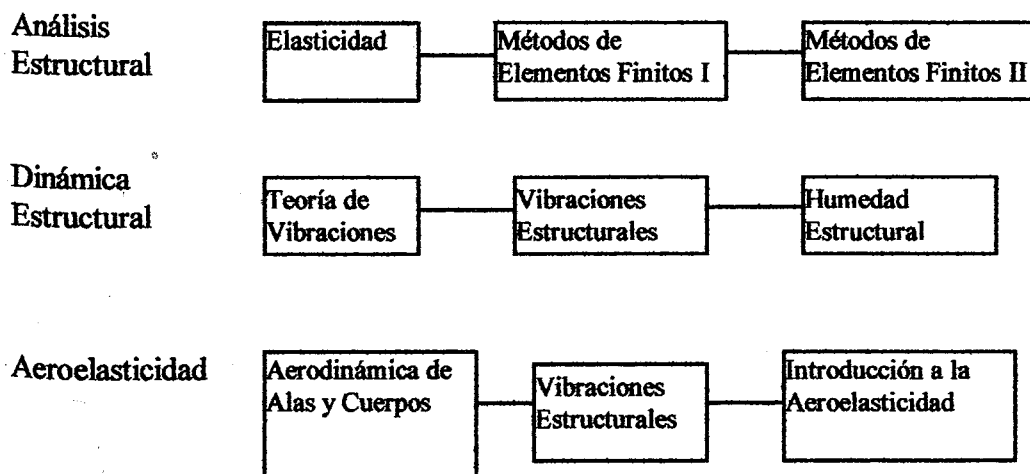 Análisis
Estructural
Elasticidad
Métodos de
Elementos Finitos I
Métodos de
Elementos Finitos II
Dinámica
Estructural
Teoría de
Vibraciones
Vibraciones
Estructurales
Humedad
Estructural
Aeroelasticidad
Aerodinámica de
Alas y Cuerpos
Vibraciones
Estructurales
Introducción a la
Aeroelasticidad